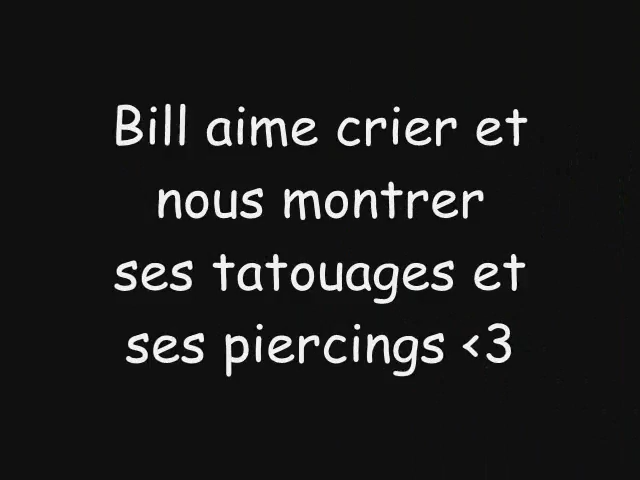 Bill aime crier et
nous montrer
ses tatouages et
ses piercings <3